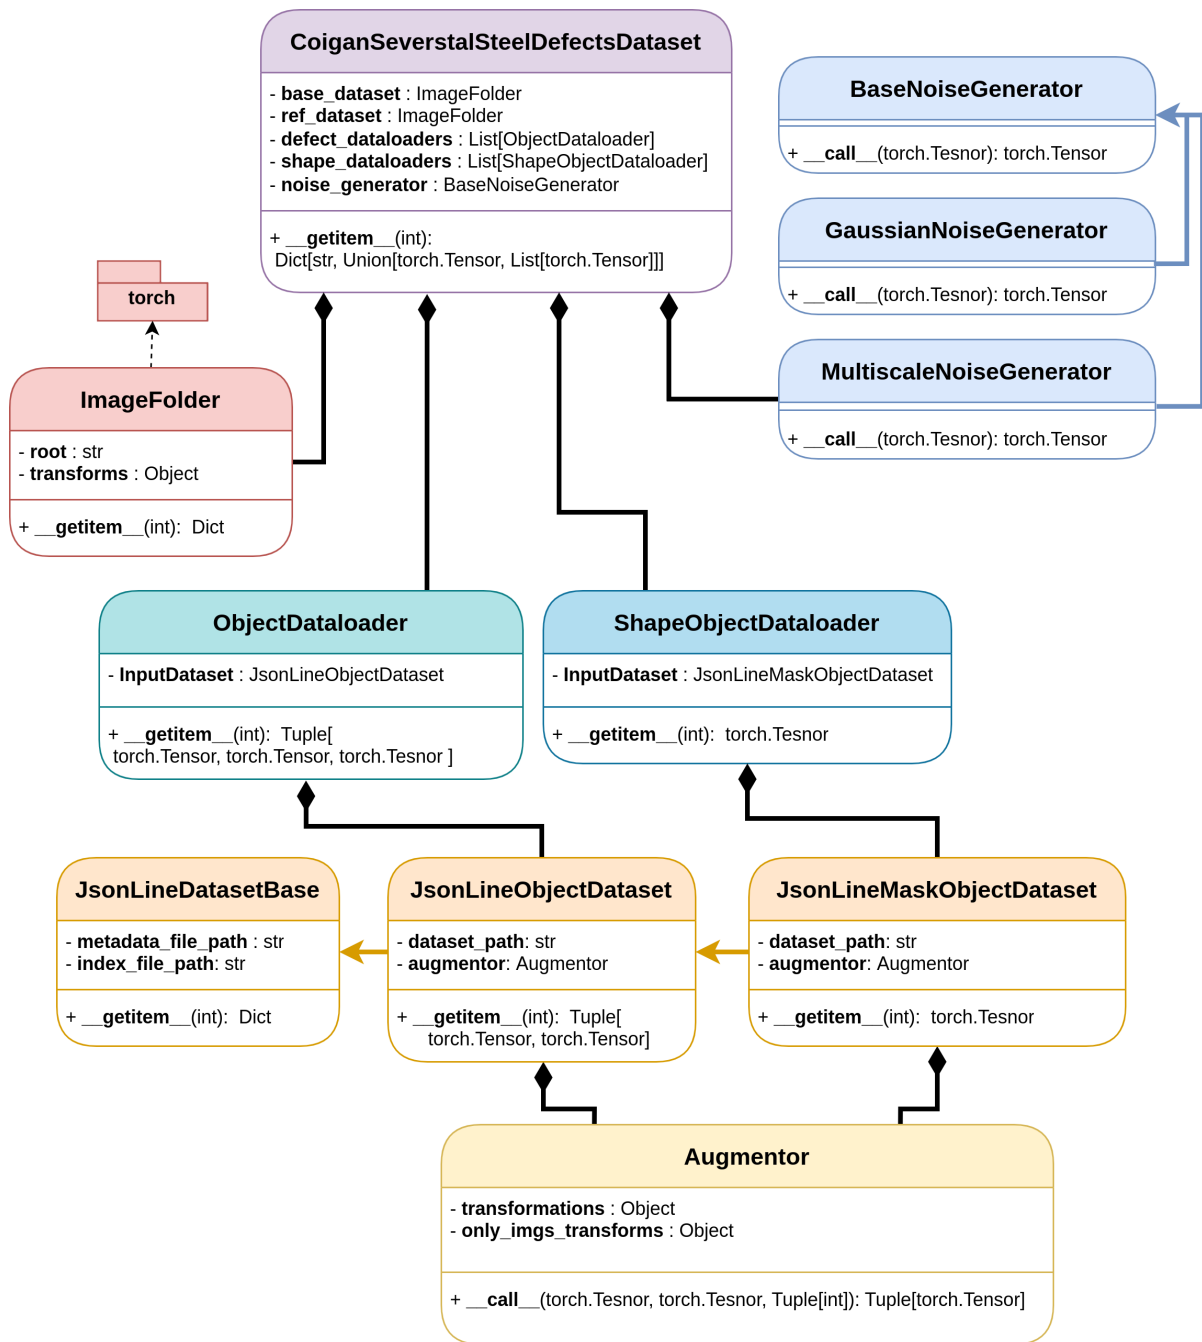 CoiganSeverstalSteelDefectsDataset
- base_dataset : ImageFolder
- ref_dataset : ImageFolder
- defect_dataloaders : List[ObjectDataloader]
- shape_dataloaders : List[ShapeObjectDataloader]
- noise_generator : BaseNoiseGenerator
+ __getitem__(int):
Dict[str, Union[torch.Tensor, List[torch.Tensor]]]
BaseNoiseGenerator
+ __call__(torch.Tesnor): torch.Tensor
GaussianNoiseGenerator
+ __call__(torch.Tesnor): torch.Tensor
MultiscaleNoiseGenerator
+ __call__(torch.Tesnor): torch.Tensor
torch
ImageFolder
- root : str
- transforms : Object
+ __getitem__(int): Dict
ObjectDataloader
- InputDataset : JsonLineObjectDataset
+ __getitem__(int): Tuple[
torch.Tensor, torch.Tensor, torch.Tesnor ]
ShapeObjectDataloader
- InputDataset : JsonLineMaskObjectDataset
+ __getitem__(int): torch.Tesnor
JsonLineDatasetBase
- metadata_file_path : str
- index_file_path: str
+ __getitem__(int): Dict
JsonLineObjectDataset
- dataset_path: str
- augmentor: Augmentor
+ __getitem__(int): Tuple[
torch.Tensor, torch.Tensor]
JsonLineMaskObjectDataset
- dataset_path: str
- augmentor: Augmentor
+ __getitem__(int): torch.Tesnor
Augmentor
- transformations : Object
- only_imgs_transforms : Object
+ __call__(torch.Tesnor, torch.Tesnor, Tuple[int]): Tuple[torch.Tensor]